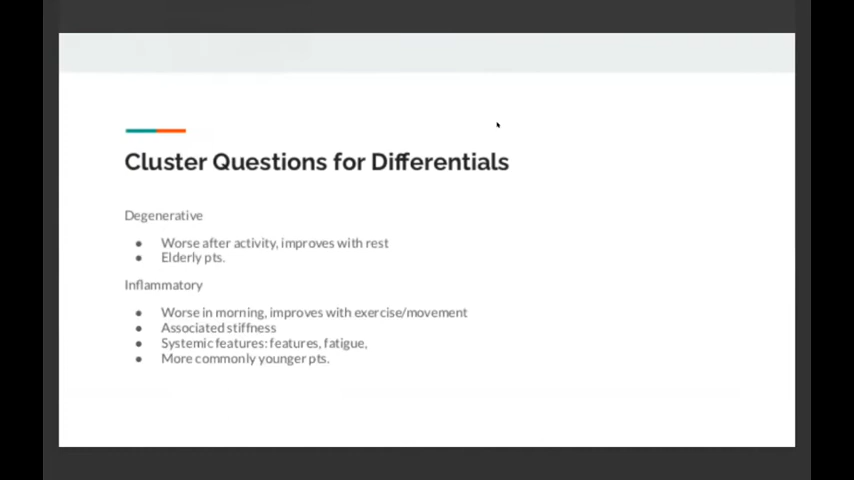 Cluster Questions for Differentials
Degenerative
● Worse after activity, improves with rest
● Elderly pts.
Inflammatory
● Worse in morning, improves with exercise/movement
● Associated stiffness
● Systemic features: features, fatigue,
● More commonly younger pts.